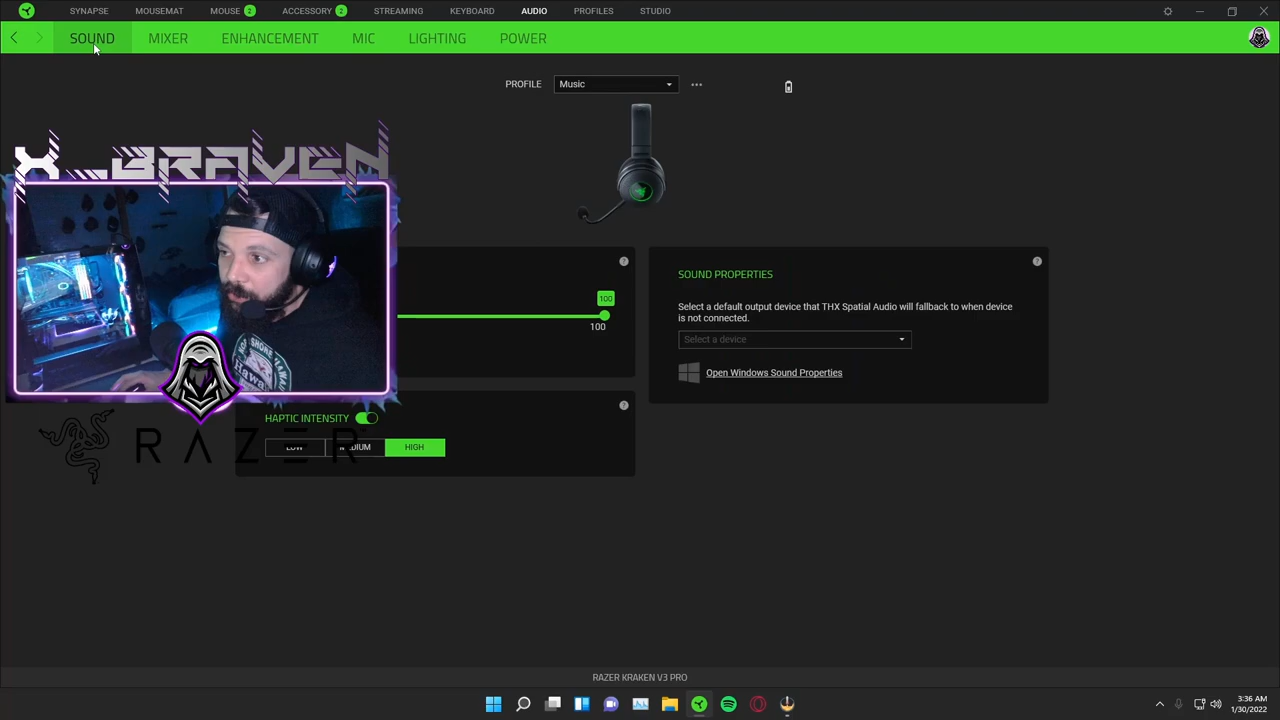 SYNAPSE MOUSEMAT MOUSE 2 ACCESSORY 2 STREAMING KEYBOARD AUDIO PROFILES STUDIO
SOUND MIXER ENHANCEMENT MIC LIGHTING POWER
PROFILE Music
X_BRAVEN
100
100
?
SOUND PROPERTIES
?
Select a default output device that THX Spatial Audio will fallback to when device
is not connected.
Select a device
Open Windows Sound Properties
HAPTIC INTENSITY
?
LOW MEDIUM HIGH
RAZER
RAZER KRAKEN V3 PRO
3:36 AM
1/30/2022